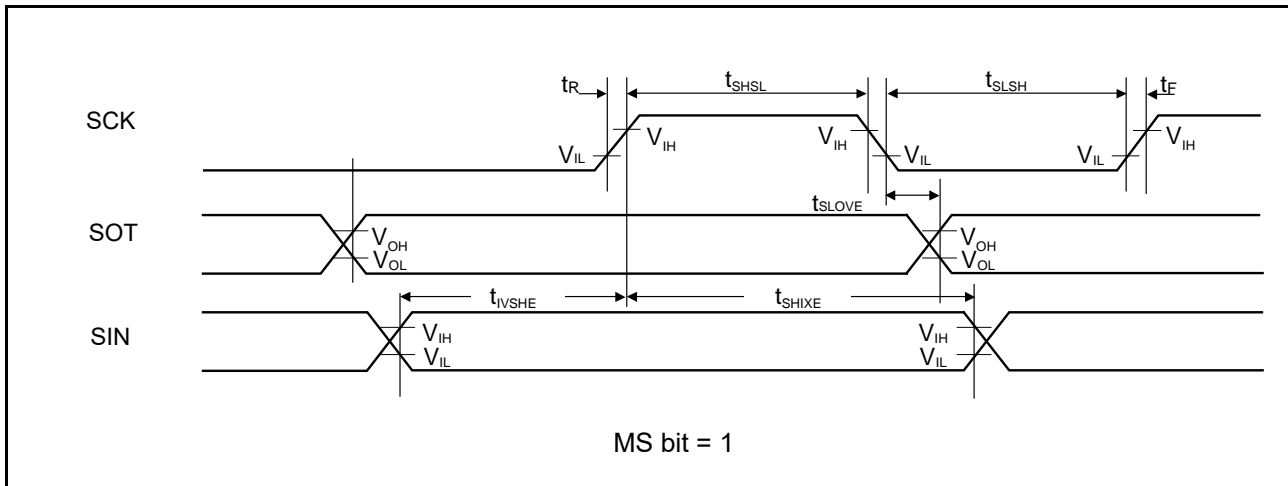 tR tSHSL tSLSH tF
SCK
VIH VIH VIH
VIL VIL VIL
tSLOVE
SOT
VOH VOH
VOL VOL
tIVSHE tSHIXE
SIN
VIH VIH
VIL VIL
MS bit = 1